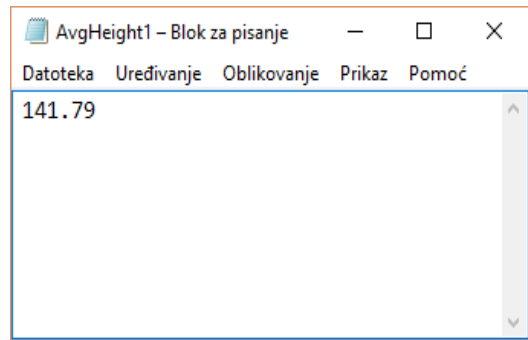 AvgHeight1 – Blok za pisanje
Datoteka Uređivanje Oblikovanje Prikaz Pomoć
141.79